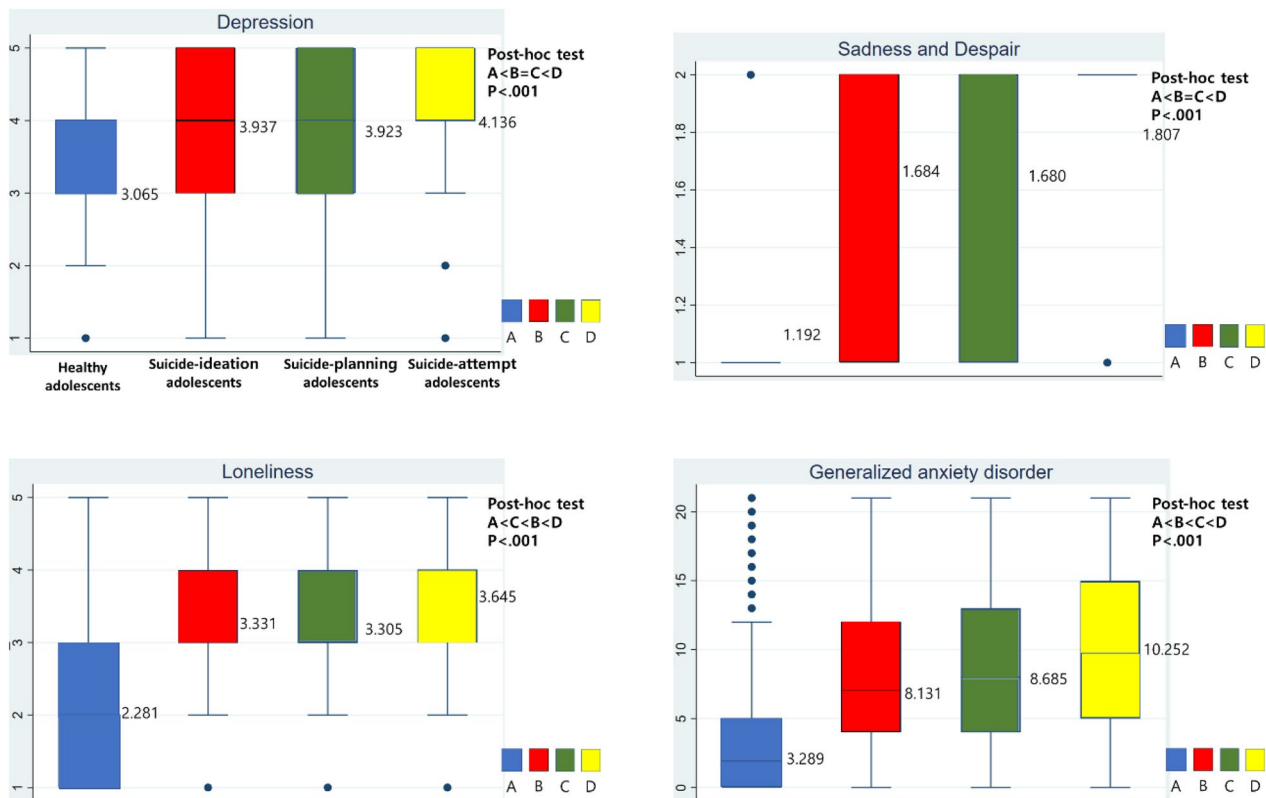 Depression
5
4
3
2
1
3.065
3.937
3.923
4.136
Post-hoc test
A<B=C<D
P<.001
A B C D
Healthy adolescents
Suicide-ideation adolescents
Suicide-planning adolescents
Suicide-attempt adolescents
Sadness and Despair
2
1.8
1.6
1.4
1.2
1
1.192
1.684
1.680
1.807
Post-hoc test
A<B=C<D
P<.001
A B C D
Loneliness
5
4
3
2
1
2.281
3.331
3.305
3.645
Post-hoc test
A<C<B<D
P<.001
A B C D
Generalized anxiety disorder
20
15
10
5
0
3.289
8.131
8.685
10.252
Post-hoc test
A<B<C<D
P<.001
A B C D